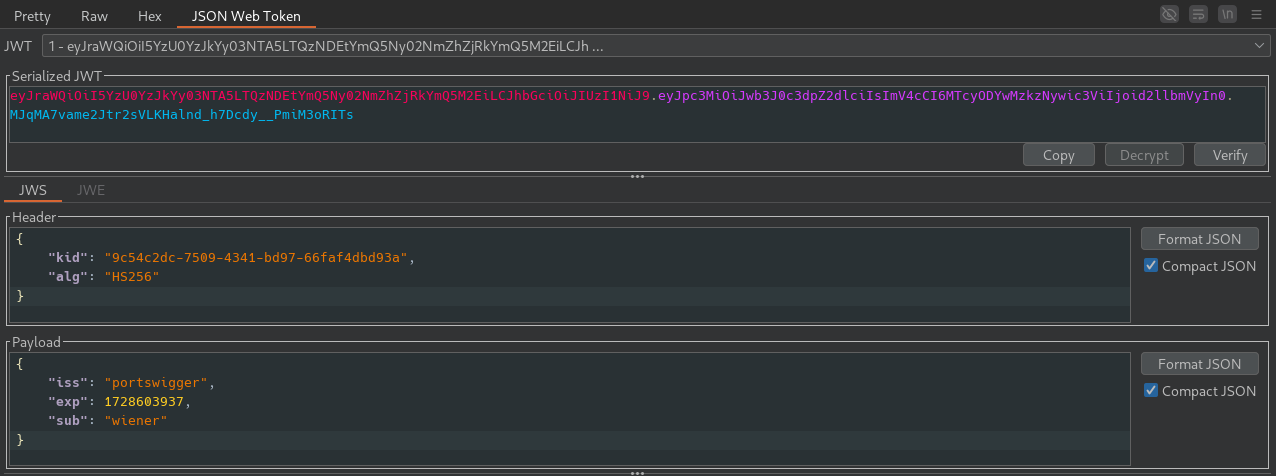 Pretty Raw Hex JSON Web Token \n
JWT 1 - eyJraWQiOiI5YzU0YzJkYy03NTA5LTQzNDEtYmQ5Ny02NmZhZjRkYmQ5M2EiLCJh ...
Serialized JWT
eyJraWQiOiI5YzU0YzJkYy03NTA5LTQzNDEtYmQ5Ny02NmZhZjRkYmQ5M2EiLCJhbGciOiJIUzI1NiJ9.eyJpc3MiOiJwb3J0c3dpZ2dlciIsImV4cCI6MTcyODYwMzkzNywic3ViIjoid2llbmVyIn0.
MJqMA7vame2Jtr2sVLKHalnd_h7Dcdy__PmiM3oRITs
Copy Decrypt Verify
JWS JWE
Header
{
"kid": "9c54c2dc-7509-4341-bd97-66faf4dbd93a",
"alg": "HS256"
}
Format JSON
Compact JSON
Payload
{
"iss": "portswigger",
"exp": 1728603937,
"sub": "wiener"
}
Format JSON
Compact JSON